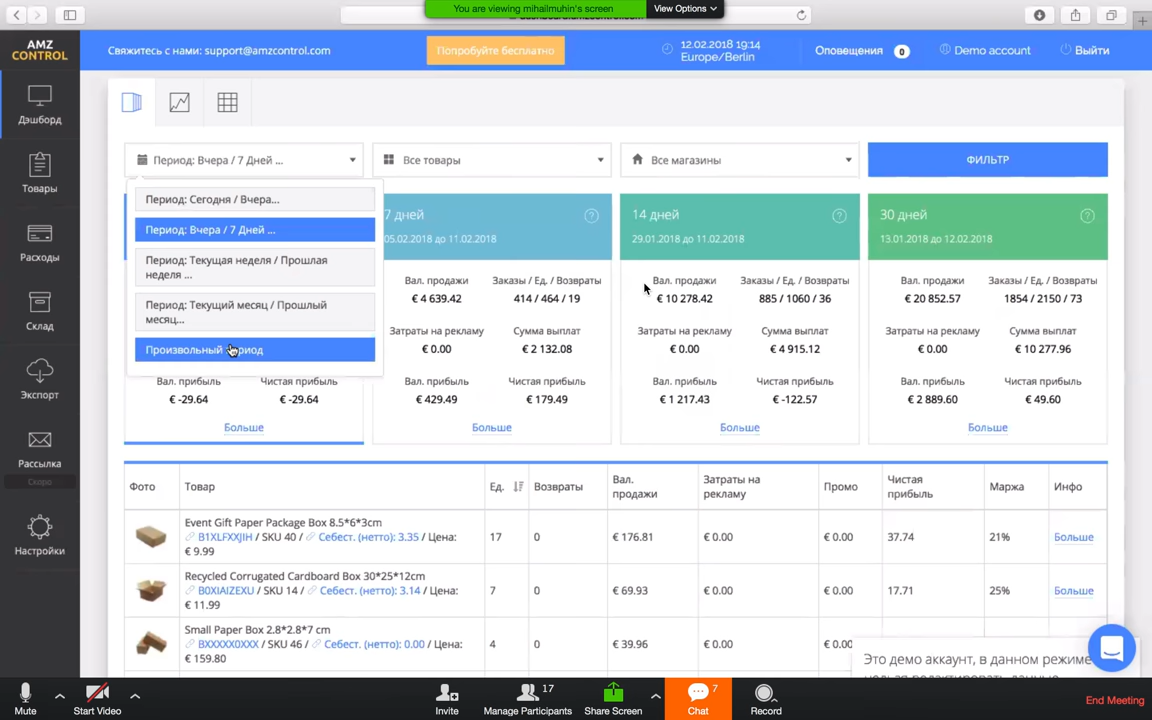 You are viewing mihailmuhin's screen
View Options
AMZ
CONTROL
Свяжитесь с нами: support@amzcontrol.com
Попробуйте бесплатно
12.02.2018 19:14
Europe/Berlin
Оповещения 0
Demo account
Выйти
Дэшборд
Товары
Расходы
Склад
Экспорт
Рассылка
Скоро
Настройки
Период: Вчера / 7 Дней ...
Все товары
Все магазины
ФИЛЬТР
Период: Сегодня / Вчера...
Период: Вчера / 7 Дней ...
Период: Текущая неделя / Прошлая
неделя ...
Период: Текущий месяц / Прошлый
месяц...
Произвольный период
Вал. прибыль Чистая прибыль
€ -29.64 € -29.64
Больше
7 дней
05.02.2018 до 11.02.2018
Вал. продажи Заказы / Ед. / Возвраты
€ 4 639.42 414 / 464 / 19
Затраты на рекламу Сумма выплат
€ 0.00 € 2 132.08
Вал. прибыль Чистая прибыль
€ 429.49 € 179.49
Больше
14 дней
29.01.2018 до 11.02.2018
Вал. продажи Заказы / Ед. / Возвраты
€ 10 278.42 885 / 1060 / 36
Затраты на рекламу Сумма выплат
€ 0.00 € 4 915.12
Вал. прибыль Чистая прибыль
€ 1 217.43 € -122.57
Больше
30 дней
13.01.2018 до 12.02.2018
Вал. продажи Заказы / Ед. / Возвраты
€ 20 852.57 1854 / 2150 / 73
Затраты на рекламу Сумма выплат
€ 0.00 € 10 277.96
Вал. прибыль Чистая прибыль
€ 2 889.60 € 49.60
Больше
Фото Товар Ед. Возвраты Вал. продажи Затраты на рекламу Промо Чистая прибыль Маржа Инфо
Event Gift Paper Package Box 8.5*6*3cm
B1XLFXXJIH / SKU 40 / Себест. (нетто): 3.35 / Цена:
€ 9.99
17 0 € 176.81 € 0.00 € 0.00 37.74 21% Больше
Recycled Corrugated Cardboard Box 30*25*12cm
B0XIAIZEXU / SKU 14 / Себест. (нетто): 3.14 / Цена:
€ 11.99
7 0 € 69.93 € 0.00 € 0.00 17.71 25% Больше
Small Paper Box 2.8*2.8*7 cm
BXXXXX0XXX / SKU 46 / Себест. (нетто): 0.00 / Цена:
€ 159.80
4 0 € 39.96 € 0.00 € 0.00
Это демо аккаунт, в данном режиме
Mute
Start Video
Invite
17
Manage Participants
Share Screen
7
Chat
Record
End Meeting